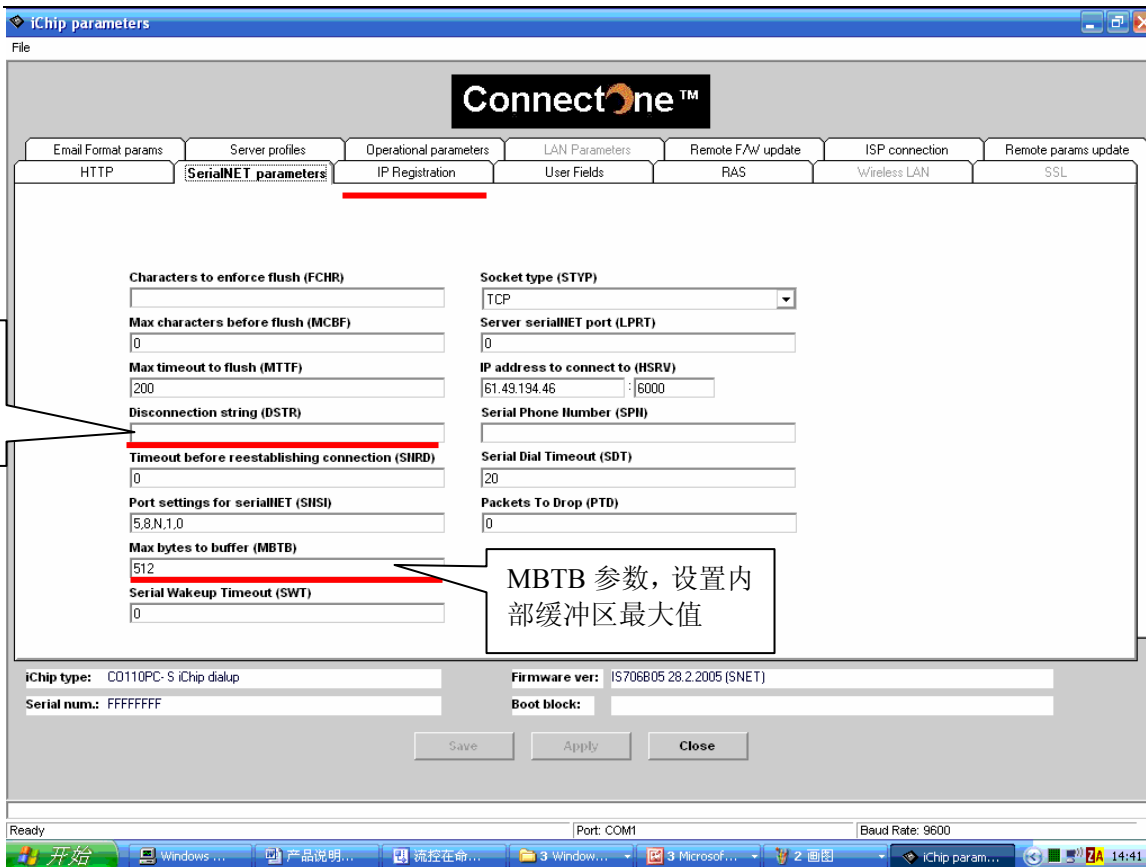 iChip parameters
File
ConnectOne™
Email Format params Server profiles Operational parameters LAN Parameters Remote F/W update ISP connection Remote params update
HTTP SerialNET parameters IP Registration User Fields RAS Wireless LAN SSL
Characters to enforce flush (FCHR)
Max characters before flush (MCBF)
0
Max timeout to flush (MTTF)
200
Disconnection string (DSTR)
Timeout before reestablishing connection (SNRD)
0
Port settings for serialNET (SNSI)
5,8,N,1,0
Max bytes to buffer (MBTB)
512
Serial Wakeup Timeout (SWT)
0
Socket type (STYP)
TCP
Server serialNET port (LPRT)
0
IP address to connect to (HSRV)
61.49.194.46 : 6000
Serial Phone Number (SPN)
Serial Dial Timeout (SDT)
20
Packets To Drop (PTD)
0
MBTB 参数，设置内
部缓冲区最大值
iChip type: CO110PC- S iChip dialup Firmware ver: IS706B05 28.2.2005 (SNET)
Serial num.: FFFFFFFF Boot block:
Save Apply Close
Ready Port: COM1 Baud Rate: 9600
开始 Windows ... 产品说明... 流控在命... 3 Window... 3 Microsof... 2 画图 iChip param... ZA 14:41